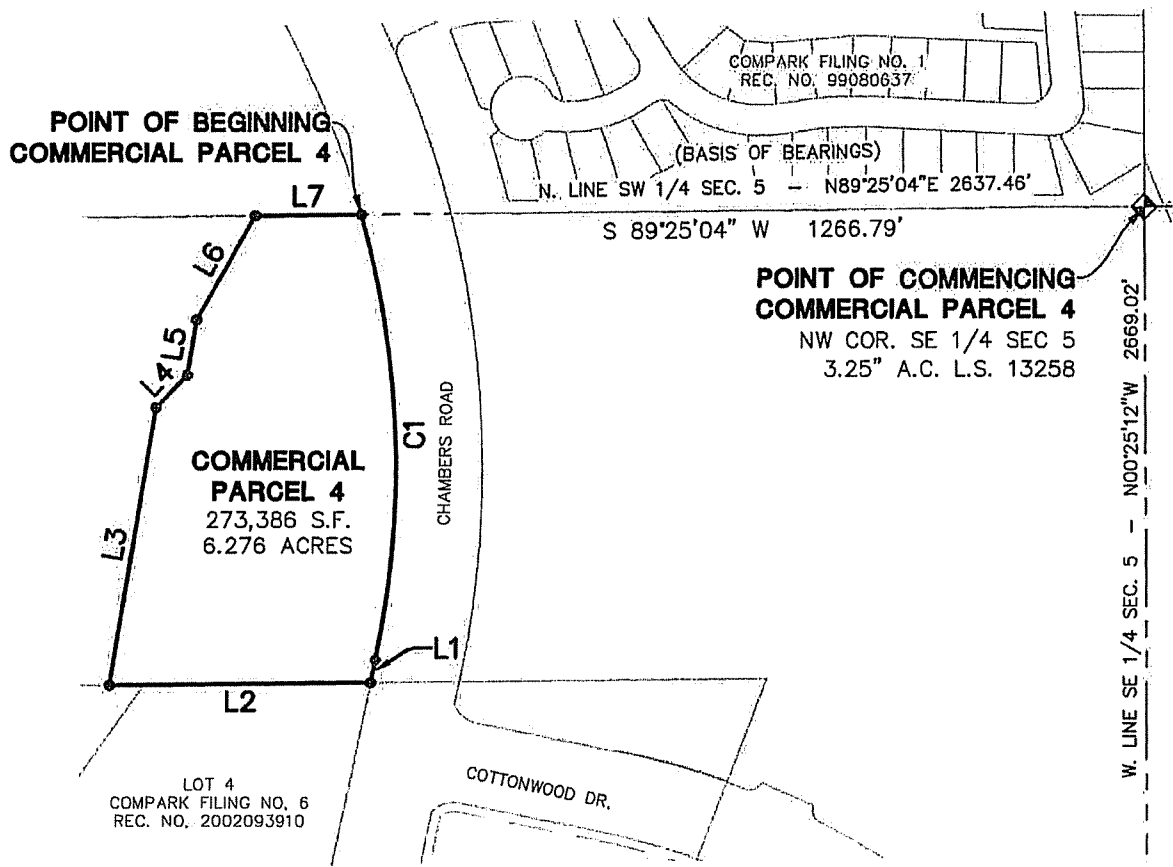 COMPARK FILING NO. 1
REC. NO. 99080637
POINT OF BEGINNING
COMMERCIAL PARCEL 4
(BASIS OF BEARINGS)
N. LINE SW 1/4 SEC. 5 - N89°25'04"E 2637.46'
L7
S 89°25'04" W 1266.79'
L6
POINT OF COMMENCING
COMMERCIAL PARCEL 4
NW COR. SE 1/4 SEC 5
3.25" A.C. L.S. 13258
L5
L4
C1
CHAMBERS ROAD
COMMERCIAL
PARCEL 4
273,386 S.F.
6.276 ACRES
L3
W. LINE SE 1/4 SEC. 5 - N00°25'12"W 2669.02'
L1
L2
LOT 4
COMPARK FILING NO. 6
REC. NO. 2002093910
COTTONWOOD DR.